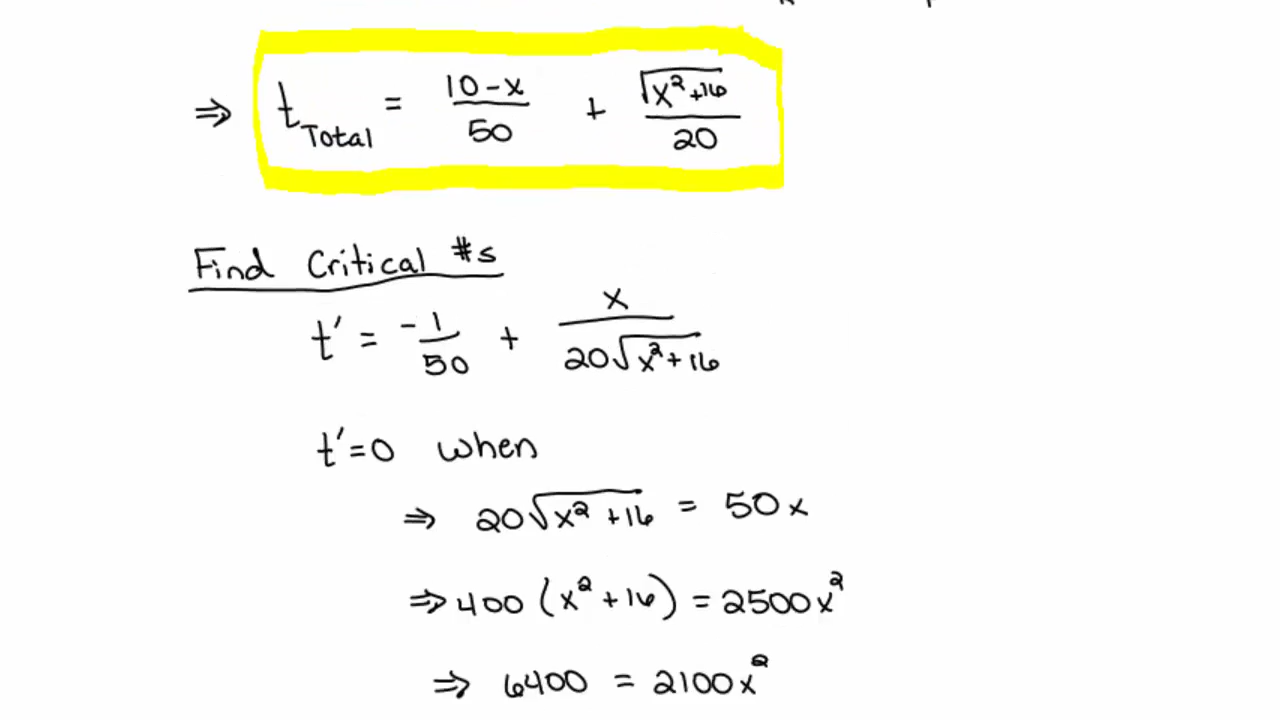 ⇒ t_Total = (10-x)/50 + √(x²+16)/20
Find Critical #s
t' = -1/50 + x/(20√(x²+16))
t'=0 when
⇒ 20√(x²+16) = 50x
⇒ 400 (x²+16) = 2500x²
⇒ 6400 = 2100x²